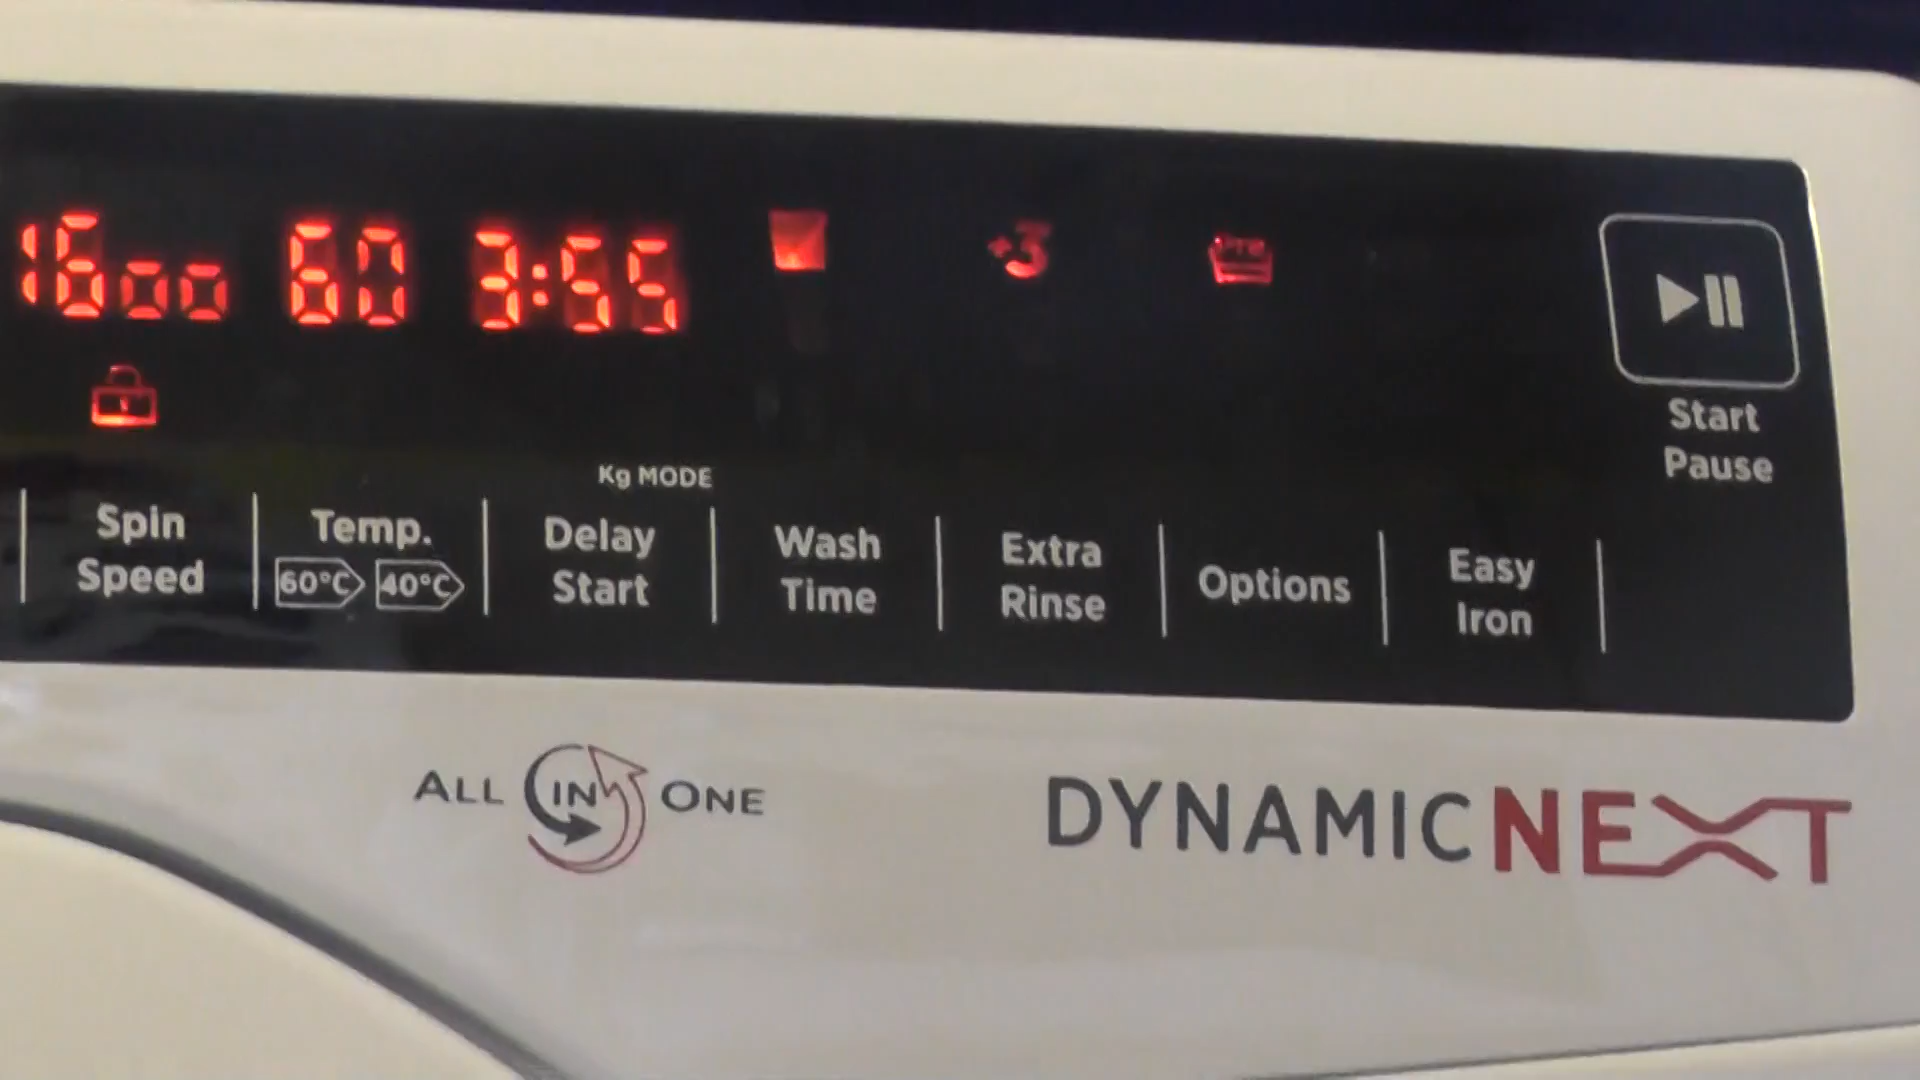 1600 60 3:55 +3 Pre
Start
Pause
Kg MODE
Spin
Speed
Temp.
60°C 40°C
Delay
Start
Wash
Time
Extra
Rinse
Options
Easy
Iron
ALL IN ONE
DYNAMICNEXT